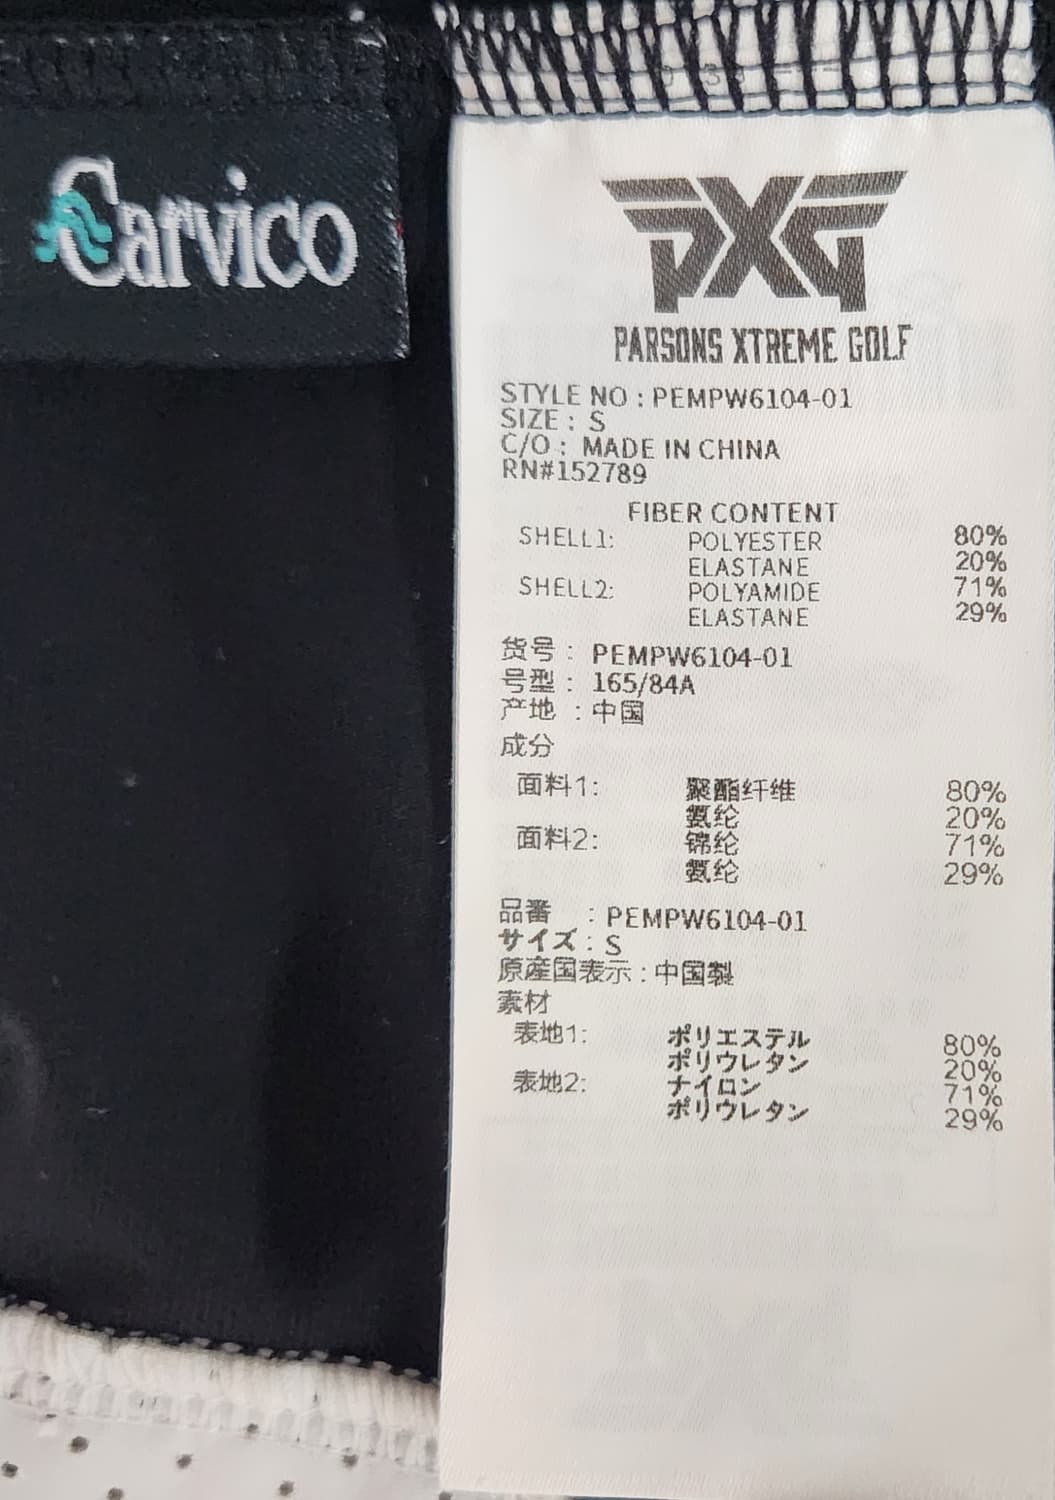 Carvico
PXG
PARSONS XTREME GOLF
STYLE NO : PEMPW6104-01
SIZE : S
C/O : MADE IN CHINA
RN#152789
FIBER CONTENT
SHELL1: POLYESTER 80%
ELASTANE 20%
SHELL2: POLYAMIDE 71%
ELASTANE 29%
货号 : PEMPW6104-01
号型 : 165/84A
产地 : 中国
成分
面料1: 聚酯纤维 80%
氨纶 20%
面料2: 锦纶 71%
氨纶 29%
品番 : PEMPW6104-01
サイズ : S
原産国表示 : 中国製
素材
表地1: ポリエステル 80%
ポリウレタン 20%
表地2: ナイロン 71%
ポリウレタン 29%